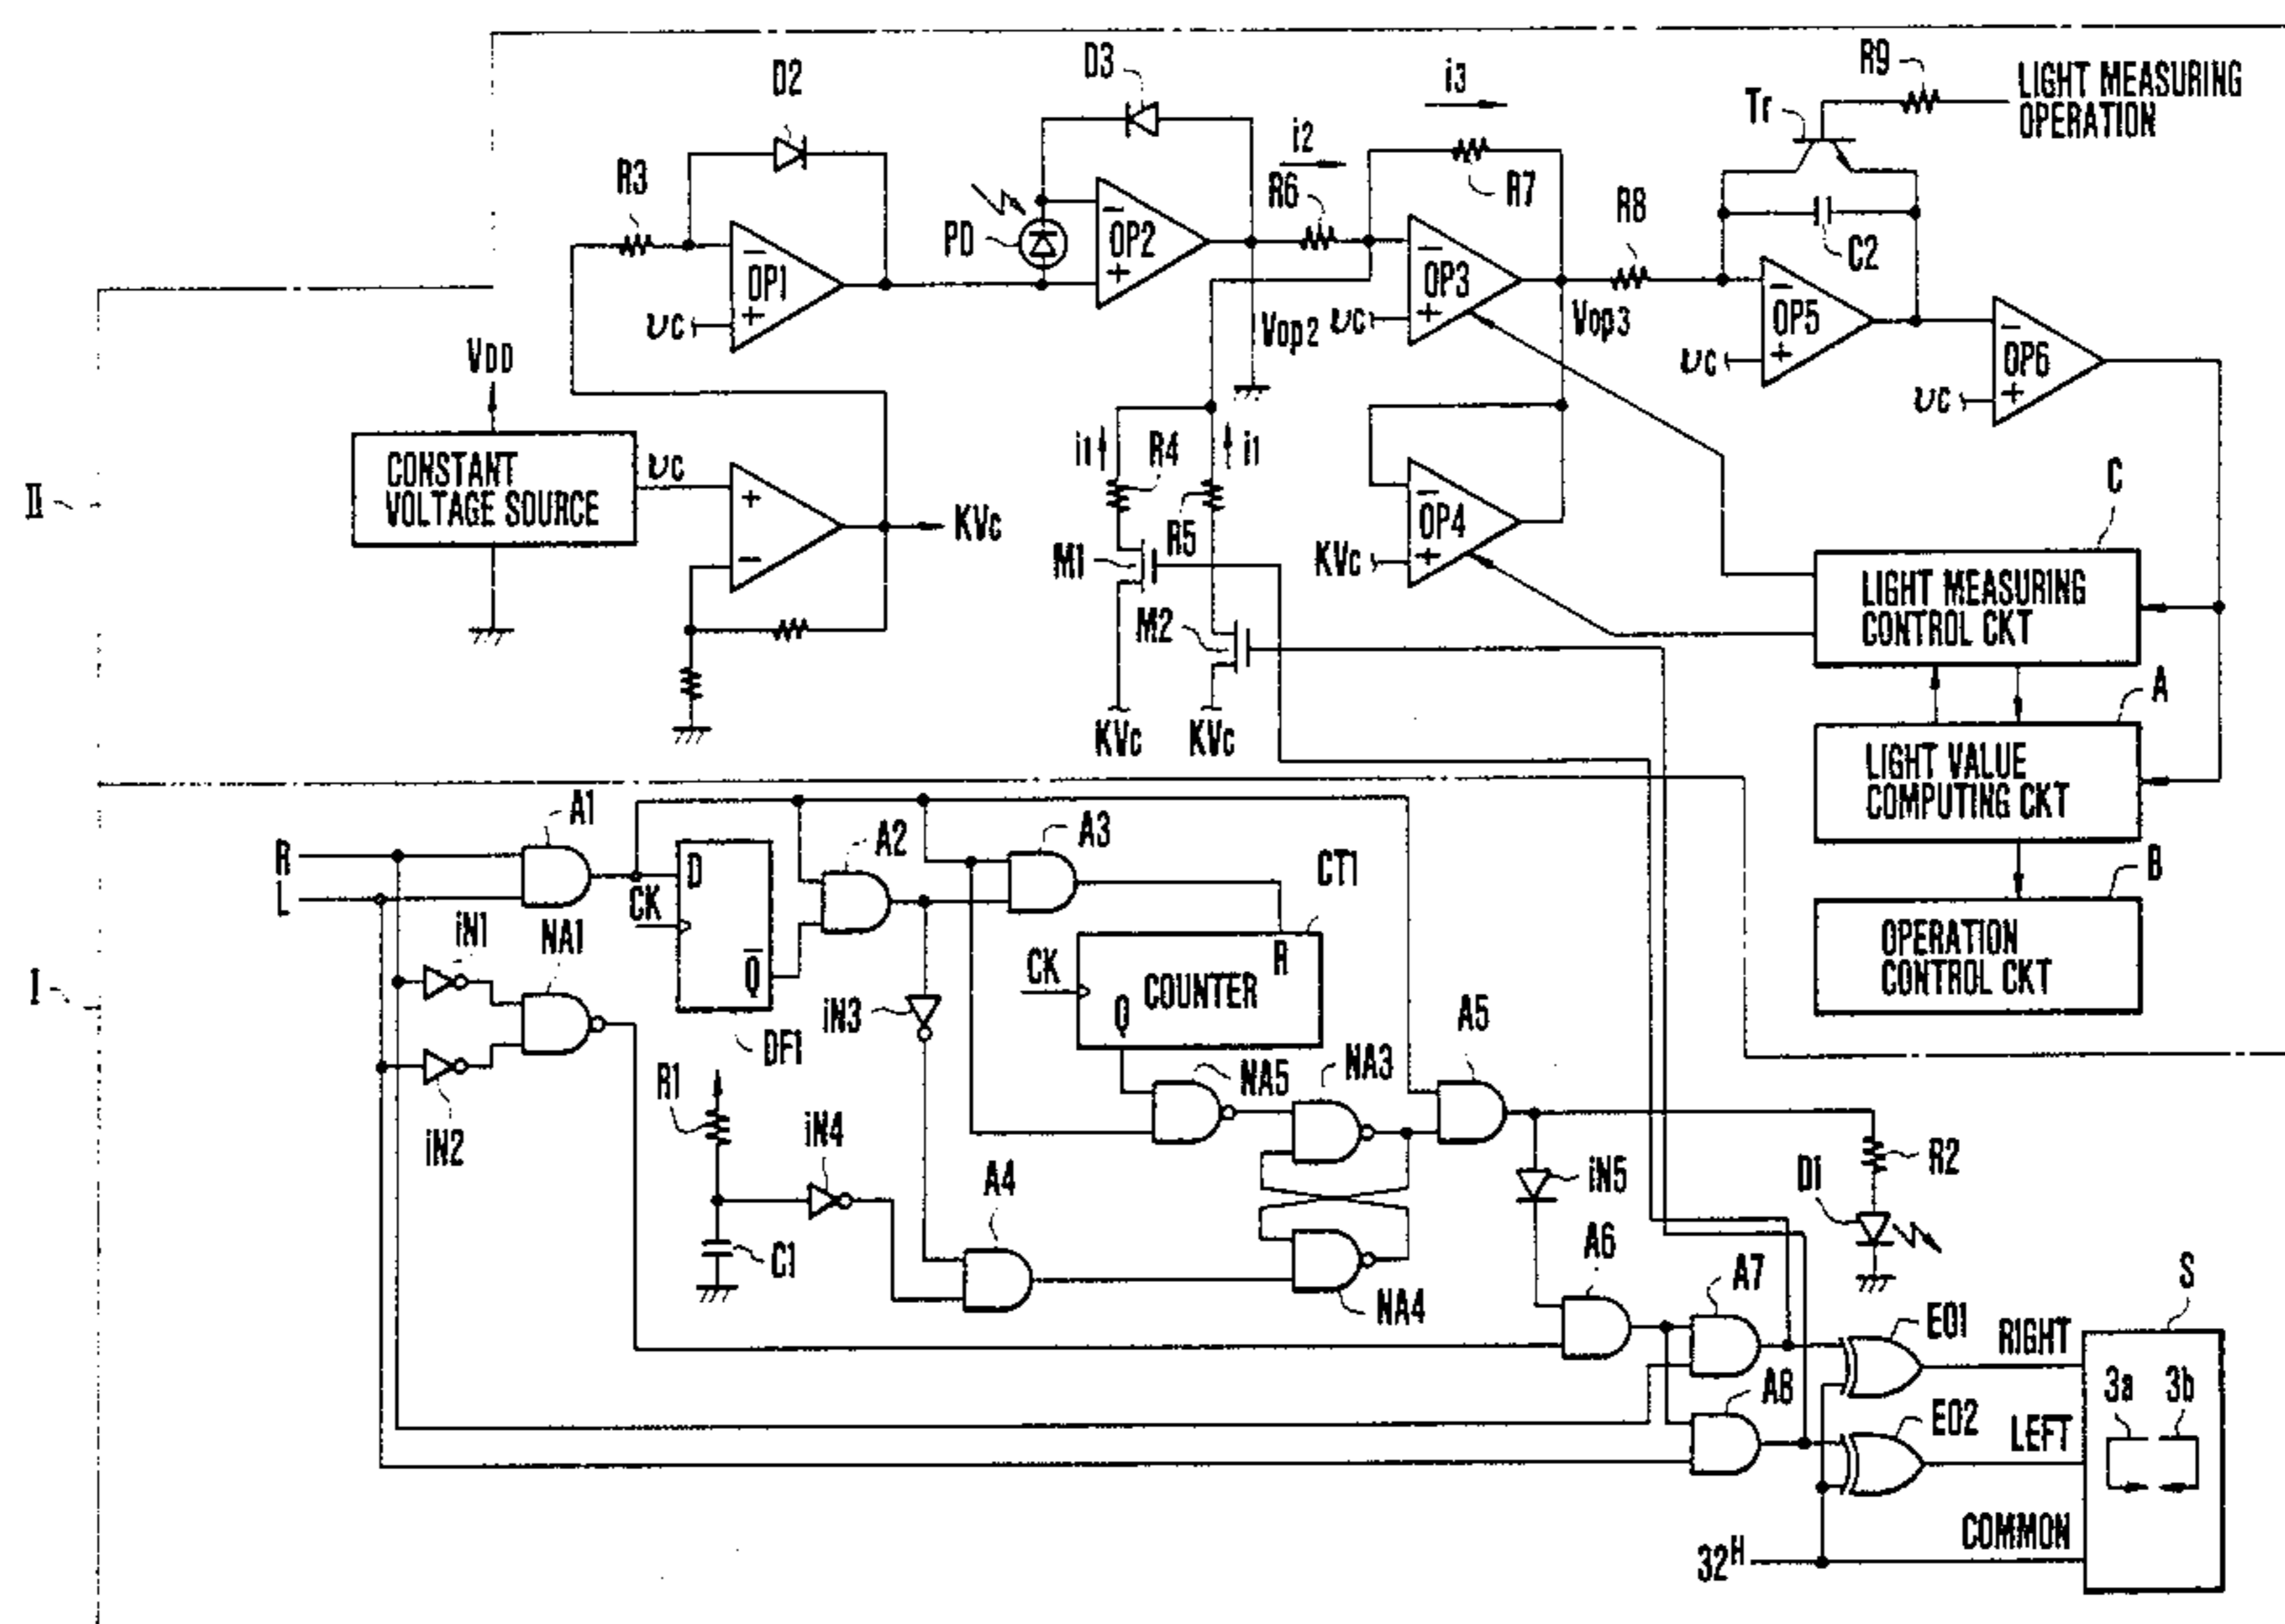 D2
D3
i3
R9
LIGHT MEASURING
OPERATION
Tr
i2
R3
R6
R7
R8
PD
OP2
C2
OP1
OP3
υc
Vop2
υc
Vop3
OP5
υc
OP6
υc
VDD
CONSTANT
VOLTAGE SOURCE
υc
KVc
i1
R4
i1
R5
OP4
KVc
C
LIGHT MEASURING
CONTROL CKT
II
M1
M2
KVc
KVc
A
LIGHT VALUE
COMPUTING CKT
A1
R
L
CK
D
Q
DF1
A2
A3
CT1
B
OPERATION
CONTROL CKT
iN1
NA1
CK
COUNTER
R
Q
iN3
I
iN2
R1
iN4
NA5
NA3
A5
C1
A4
NA4
iN5
R2
D1
A6
A7
EO1
RIGHT
S
3a
3b
A8
EO2
LEFT
COMMON
32H